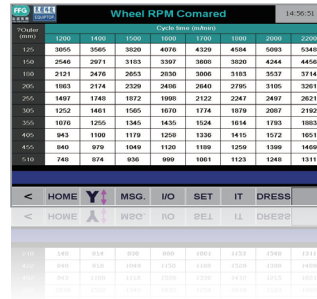 FFG
Wheel RPM Comared
14:56:51
?Outer (mm)
Cycle time (m/min)
1200 1400 1500 1600 1700 1800 2000 2200
125 3055 3565 3820 4076 4329 4584 5093 5348
150 2546 2971 3183 3397 3608 3820 4244 4456
180 2121 2476 2653 2830 3006 3183 3537 3714
205 1863 2174 2329 2486 2640 2795 3105 3261
255 1497 1748 1872 1998 2122 2247 2497 2621
305 1252 1461 1565 1670 1774 1879 2087 2192
355 1076 1255 1345 1435 1524 1614 1793 1883
405 943 1100 1179 1258 1336 1415 1572 1651
455 840 979 1049 1120 1189 1259 1399 1469
510 748 874 936 999 1061 1123 1248 1311
< HOME Y MSG. I/O SET IT DRESS